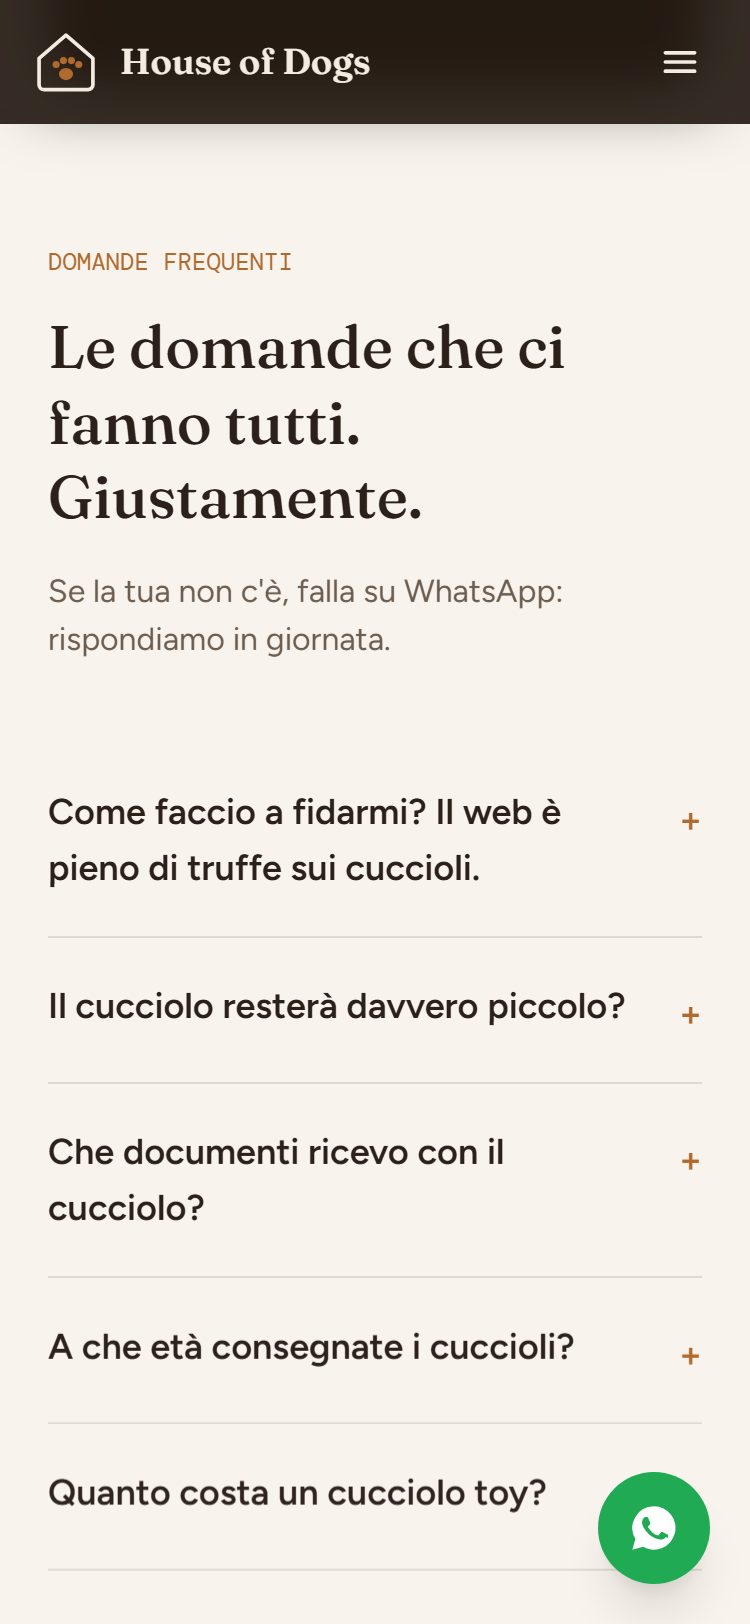 House of Dogs
DOMANDE FREQUENTI
Le domande che ci
fanno tutti.
Giustamente.
Se la tua non c'è, falla su WhatsApp:
rispondiamo in giornata.
Come faccio a fidarmi? Il web è
pieno di truffe sui cuccioli.
+
Il cucciolo resterà davvero piccolo?
+
Che documenti ricevo con il
cucciolo?
+
A che età consegnate i cuccioli?
+
Quanto costa un cucciolo toy?